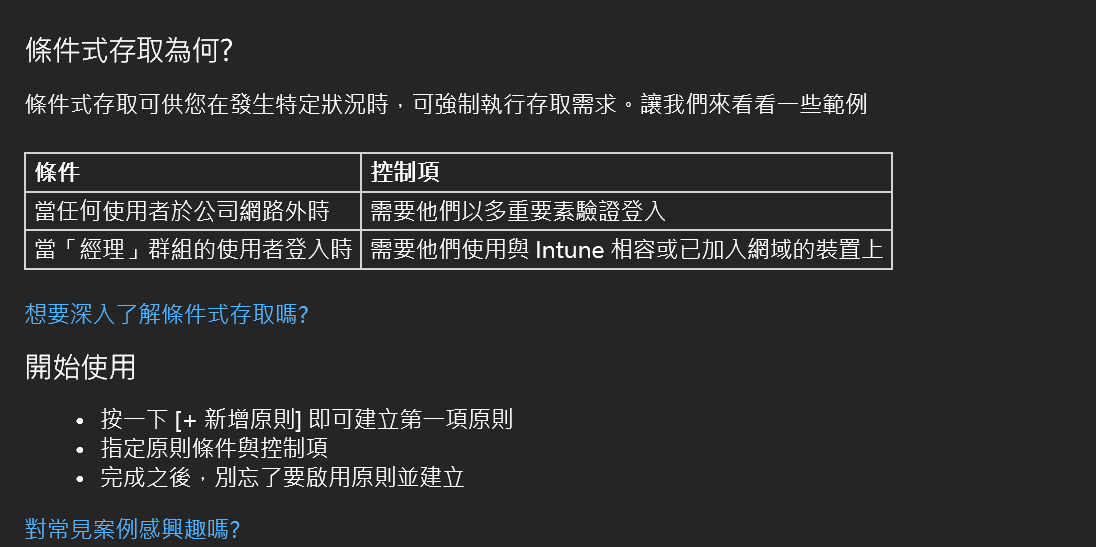 條件式存取為何?
條件式存取可供您在發生特定狀況時，可強制執行存取需求。讓我們來看看一些範例
條件 控制項
當任何使用者於公司網路外時 需要他們以多重要素驗證登入
當「經理」群組的使用者登入時 需要他們使用與 Intune 相容或已加入網域的裝置上
想要深入了解條件式存取嗎?
開始使用
• 按一下 [+ 新增原則] 即可建立第一項原則
• 指定原則條件與控制項
• 完成之後，別忘了要啟用原則並建立
對常見案例感興趣嗎?